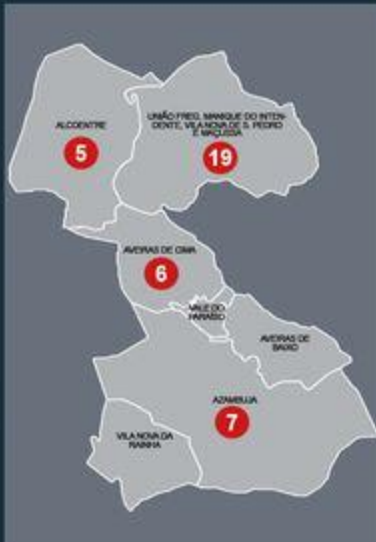 ALCOENTRE
5
UNIÃO FREG. MANIQUE DO INTEN-
DENTE, VILA NOVA DE S. PEDRO
E MAÇUSSA
19
AVEIRAS DE CIMA
6
VALE DO
PARAÍSO
AVEIRAS DE
BAIXO
AZAMBUJA
7
VILA NOVA DA
RAINHA